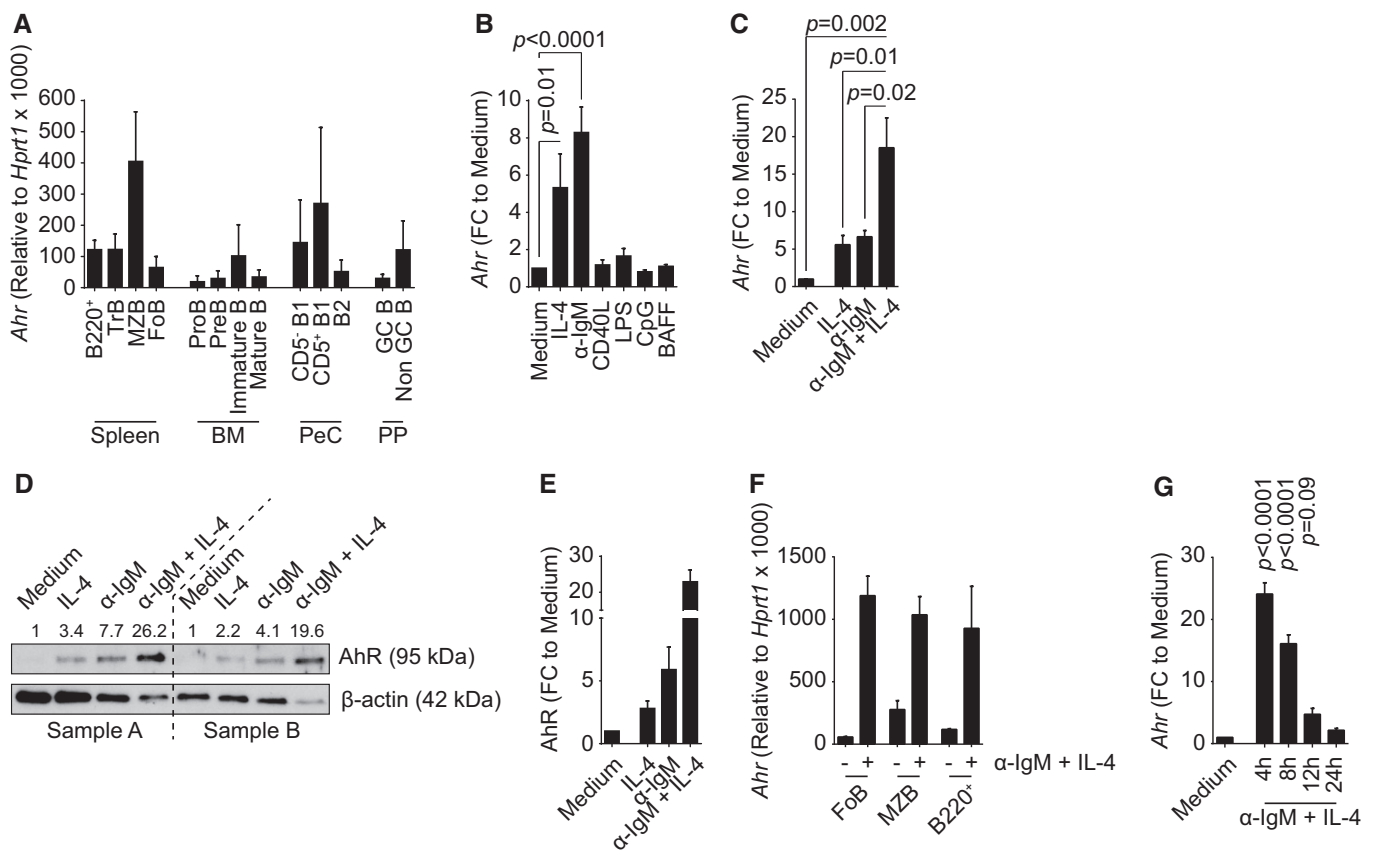 A
Ahr (Relative to Hprt1 x 1000)
600
500
400
300
200
100
0
B220⁺
TrB
MZB
FoB
ProB
PreB
Immature B
Mature B
CD5⁻ B1
CD5⁺ B1
B2
GC B
Non GC B
Spleen
BM
PeC
PP
B
p<0.0001
p=0.01
Ahr (FC to Medium)
10
8
6
4
2
0
Medium
IL-4
α-IgM
CD40L
LPS
CpG
BAFF
C
p=0.002
p=0.01
p=0.02
Ahr (FC to Medium)
25
20
15
10
5
0
Medium
IL-4
α-IgM
α-IgM + IL-4
D
Medium
IL-4
α-IgM
α-IgM + IL-4
Medium
IL-4
α-IgM
α-IgM + IL-4
1 3.4 7.7 26.2 1 2.2 4.1 19.6
AhR (95 kDa)
β-actin (42 kDa)
Sample A
Sample B
E
AhR (FC to Medium)
30
20
10
5
0
Medium
IL-4
α-IgM
α-IgM + IL-4
F
Ahr (Relative to Hprt1 x 1000)
1500
1000
500
0
- + - + - + α-IgM + IL-4
FoB
MZB
B220⁺
G
p<0.0001
p<0.0001
p=0.09
Ahr (FC to Medium)
30
20
10
0
Medium
4h
8h
12h
24h
α-IgM + IL-4